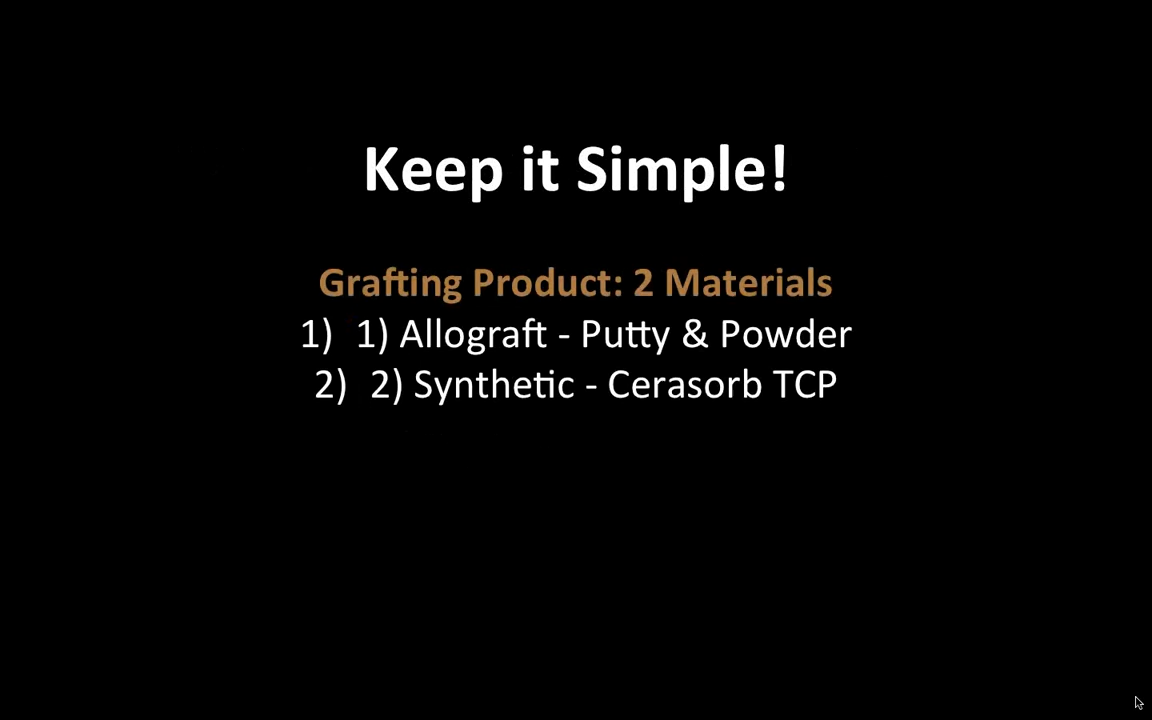 Keep it Simple!
Grafting Product: 2 Materials
1) 1) Allograft - Putty & Powder
2) 2) Synthetic - Cerasorb TCP